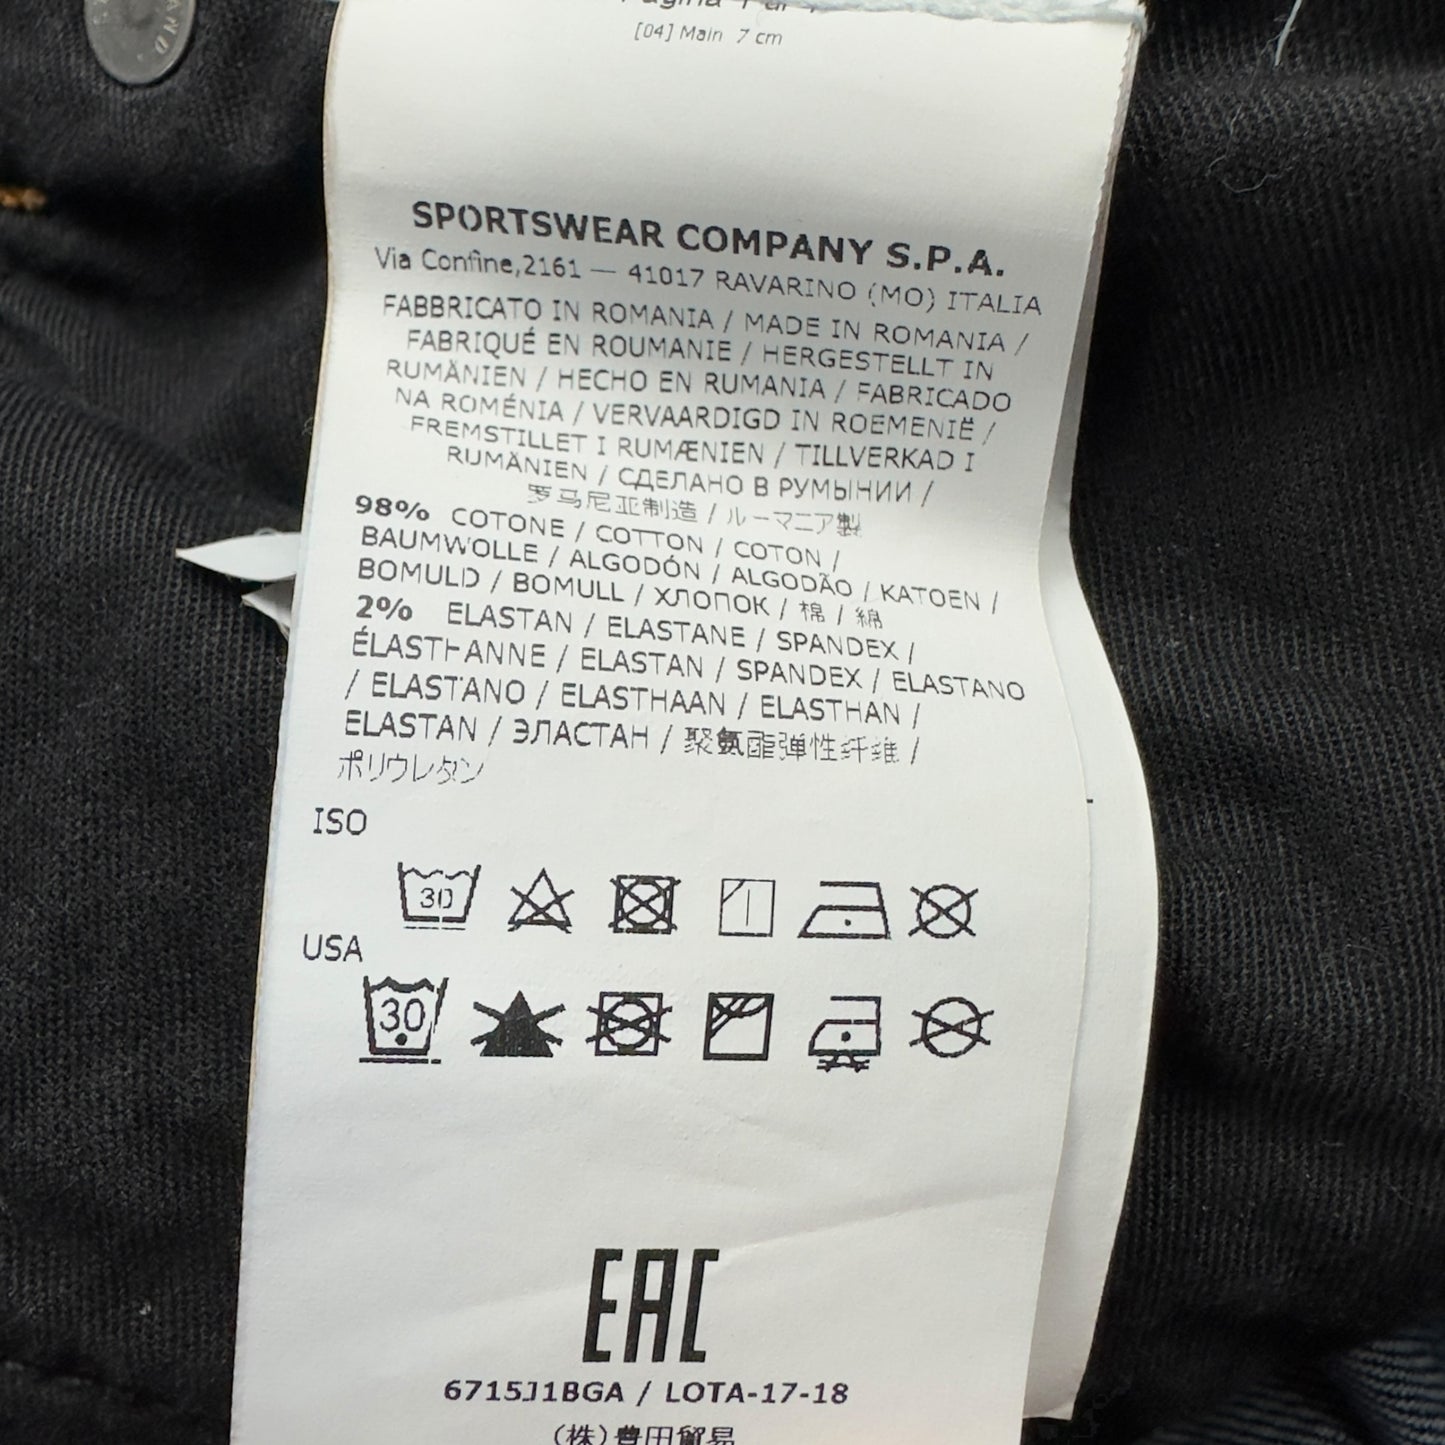 [04] Main 7 cm
SPORTSWEAR COMPANY S.P.A.
Via Confine,2161 — 41017 RAVARINO (MO) ITALIA
FABBRICATO IN ROMANIA / MADE IN ROMANIA /
FABRIQUÉ EN ROUMANIE / HERGESTELLT IN
RUMÄNIEN / HECHO EN RUMANIA / FABRICADO
NA ROMÉNIA / VERVAARDIGD IN ROEMENIË /
FREMSTILLET I RUMÆNIEN / TILLVERKAD I
RUMÄNIEN / СДЕЛАНО В РУМЫНИИ /
罗马尼亚制造 / ルーマニア製
98% COTONE / COTTON / COTON /
BAUMWOLLE / ALGODÓN / ALGODÃO / KATOEN /
BOMULD / BOMULL / ХЛОПОК / 棉 / 綿
2% ELASTAN / ELASTANE / SPANDEX /
ÉLASTHANNE / ELASTAN / SPANDEX / ELASTANO
/ ELASTANO / ELASTHAAN / ELASTHAN /
ELASTAN / ЭЛАСТАН / 聚氨酯弹性纤维 /
ポリウレタン
ISO
30
USA
30
EAC
6715J1BGA / LOTA-17-18
(株)豊田貿易